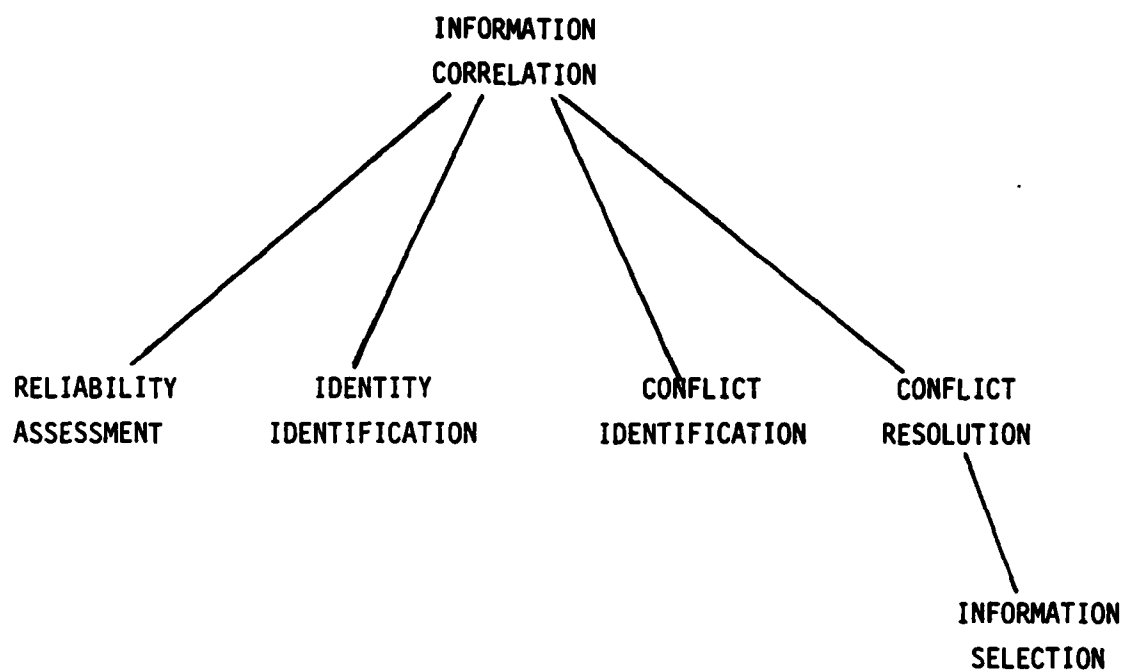 INFORMATION
CORRELATION
RELIABILITY
ASSESSMENT
IDENTITY
IDENTIFICATION
CONFLICT
IDENTIFICATION
CONFLICT
RESOLUTION
INFORMATION
SELECTION